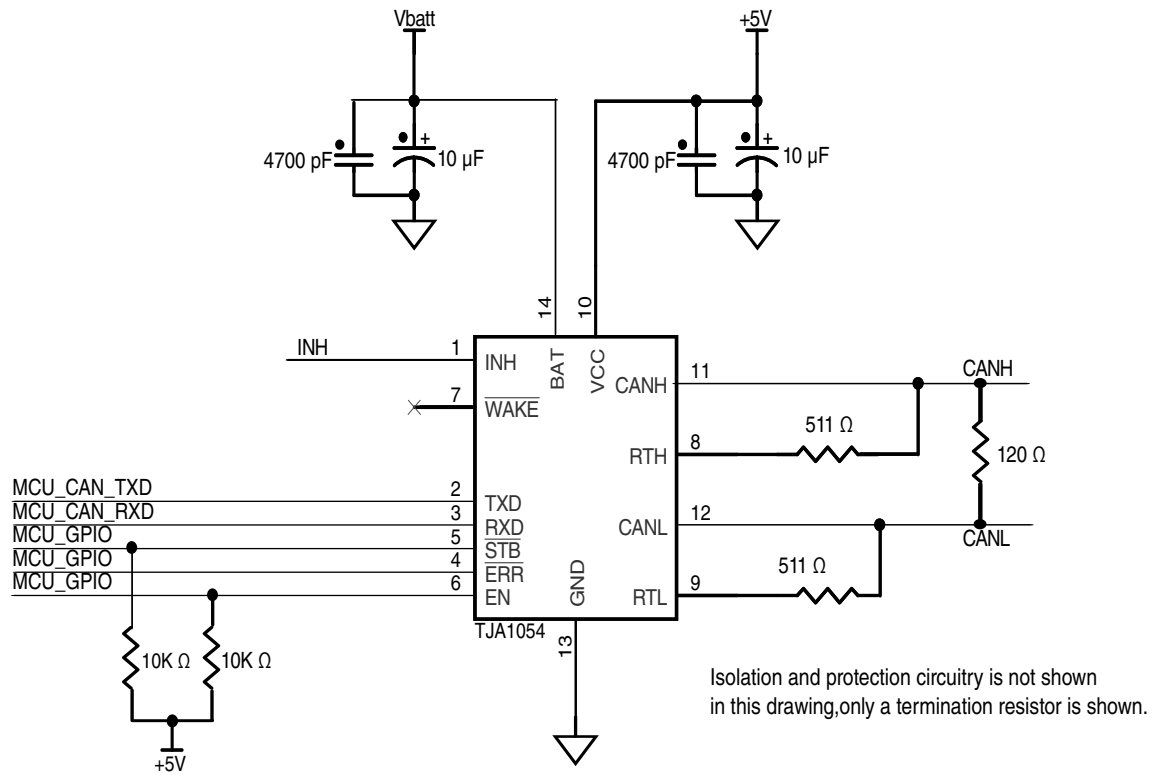 Vbatt
+5V
4700 pF
+
10 µF
4700 pF
+
10 µF
14
10
INH
1
INH
BAT
VCC
7
WAKE
CANH
11
CANH
511 Ω
RTH
8
120 Ω
MCU_CAN_TXD
2
TXD
MCU_CAN_RXD
3
RXD
CANL
12
CANL
MCU_GPIO
5
STB
MCU_GPIO
4
ERR
MCU_GPIO
6
EN
GND
RTL
9
511 Ω
TJA1054
13
10K Ω
10K Ω
+5V
Isolation and protection circuitry is not shown
in this drawing,only a termination resistor is shown.